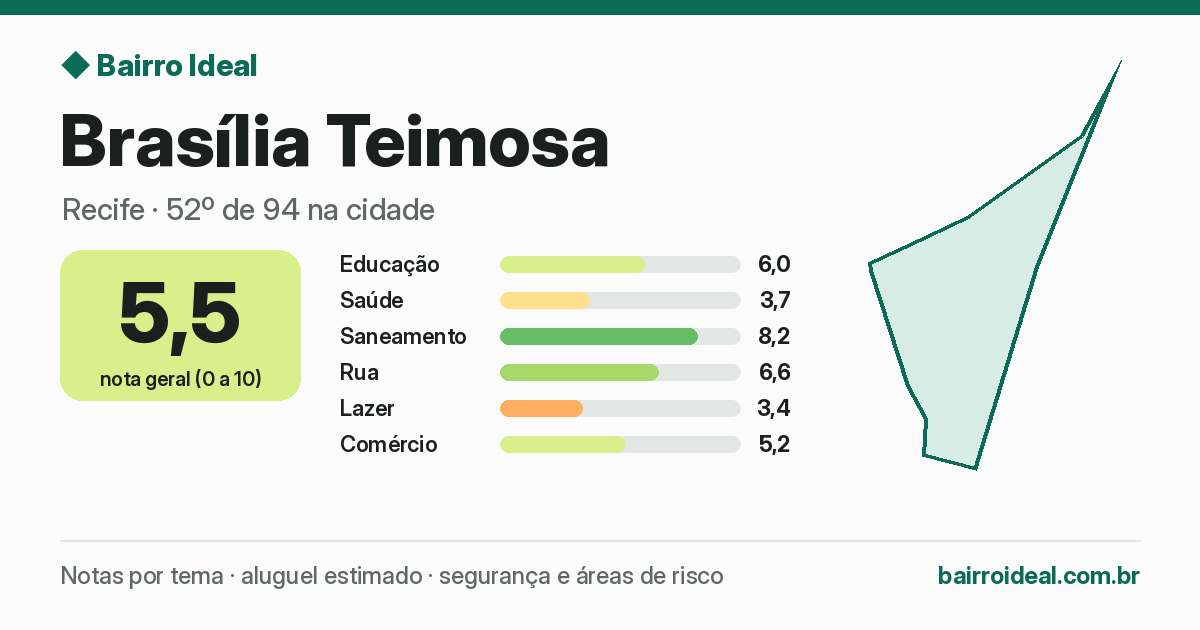 Bairro Ideal
Brasília Teimosa
Recife · 52º de 94 na cidade
5,5
nota geral (0 a 10)
Educação 6,0
Saúde 3,7
Saneamento 8,2
Rua 6,6
Lazer 3,4
Comércio 5,2
Notas por tema · aluguel estimado · segurança e áreas de risco
bairroideal.com.br